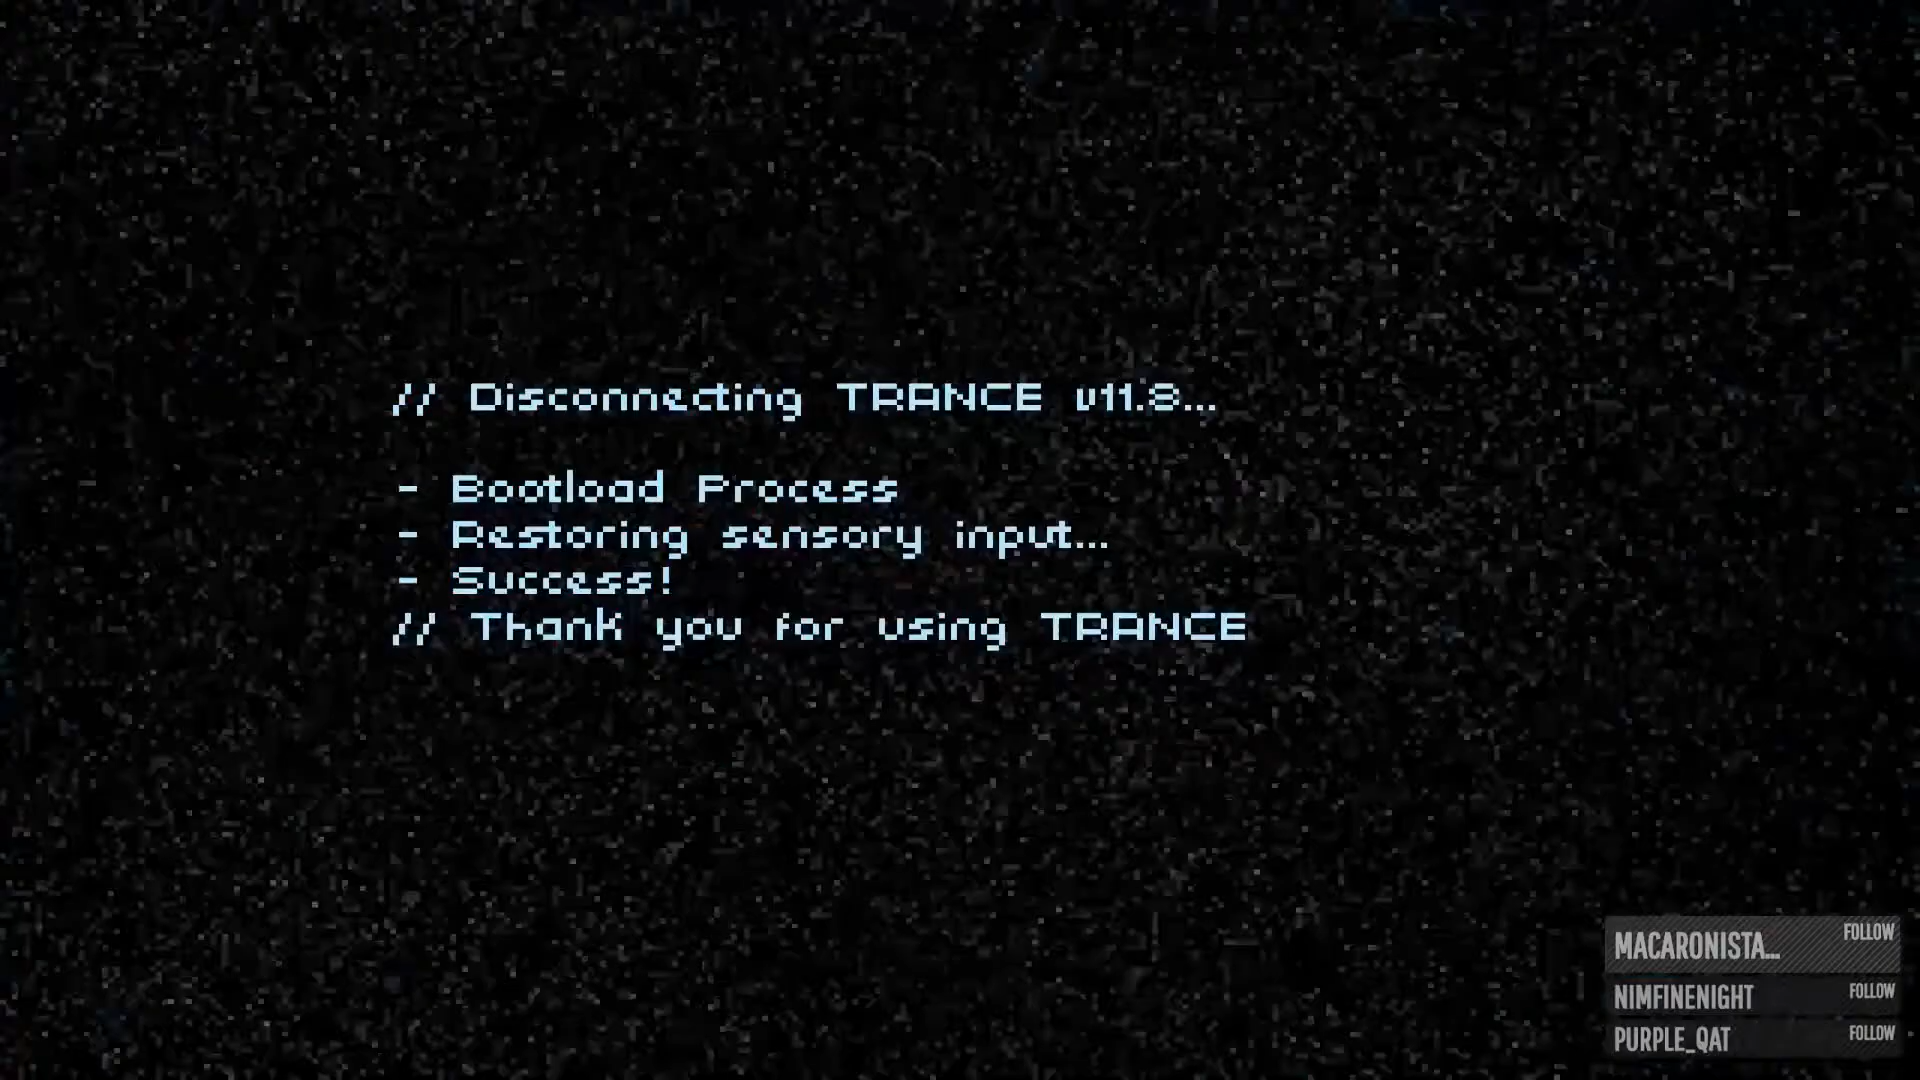 // Disconnecting TRANCE v11.8...
- Bootload Process
- Restoring sensory input...
- Success!
// Thank you for using TRANCE
MACARONISTA... FOLLOW
NIMFINENIGHT FOLLOW
PURPLE_QAT FOLLOW